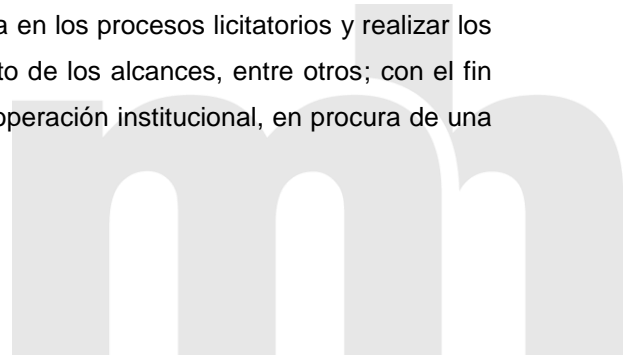 a en los procesos licitatorios y realizar los
to de los alcances, entre otros; con el fin
operación institucional, en procura de una
mh